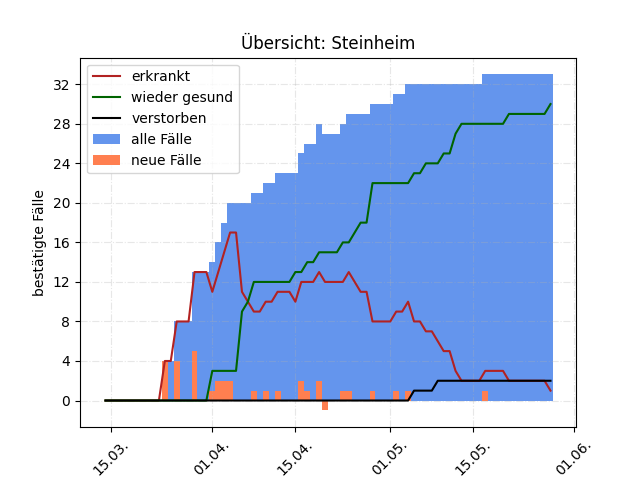 Übersicht: Steinheim
erkrankt
wieder gesund
verstorben
alle Fälle
neue Fälle
bestätigte Fälle
32
28
24
20
16
12
8
4
0
15.03.
01.04.
15.04.
01.05.
15.05.
01.06.